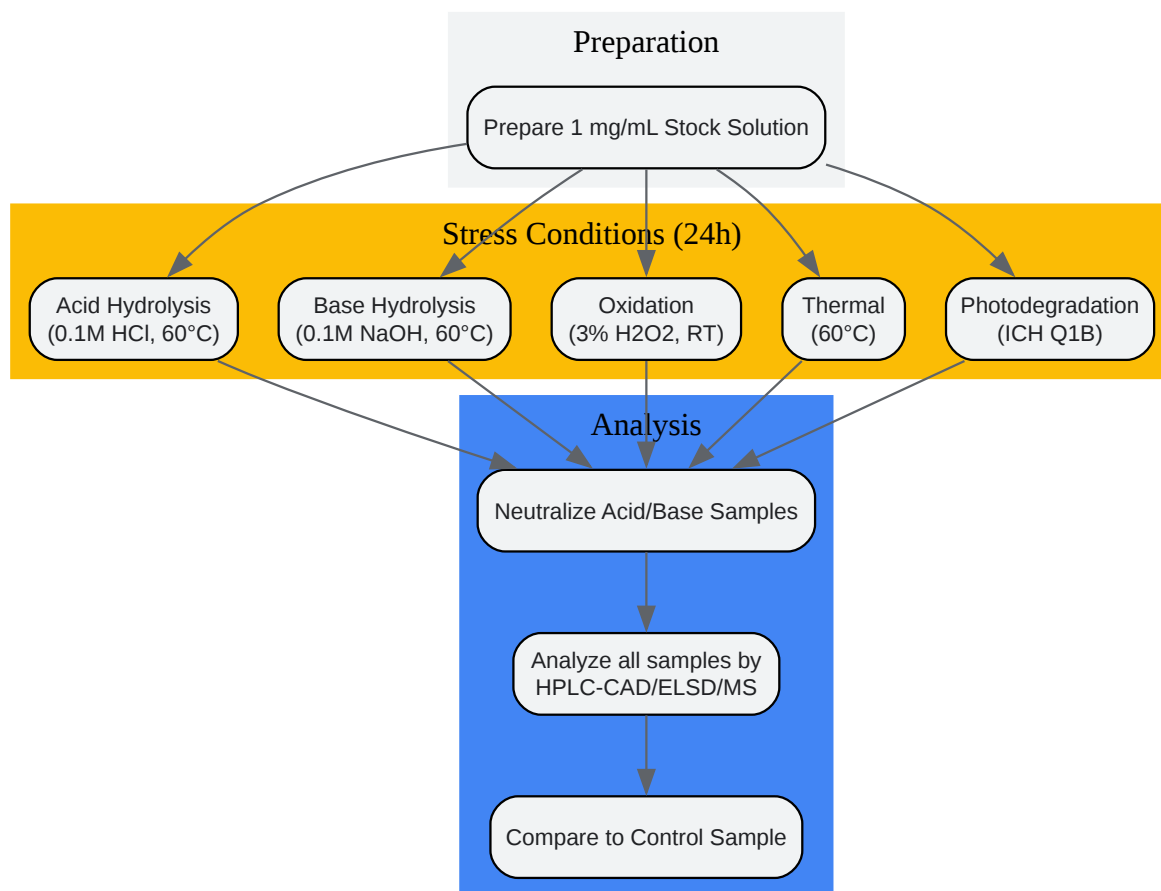 Preparation
Prepare 1 mg/mL Stock Solution
Stress Conditions (24h)
Acid Hydrolysis
(0.1M HCl, 60°C)
Base Hydrolysis
(0.1M NaOH, 60°C)
Oxidation
(3% H2O2, RT)
Thermal
(60°C)
Photodegradation
(ICH Q1B)
Analysis
Neutralize Acid/Base Samples
Analyze all samples by
HPLC-CAD/ELSD/MS
Compare to Control Sample